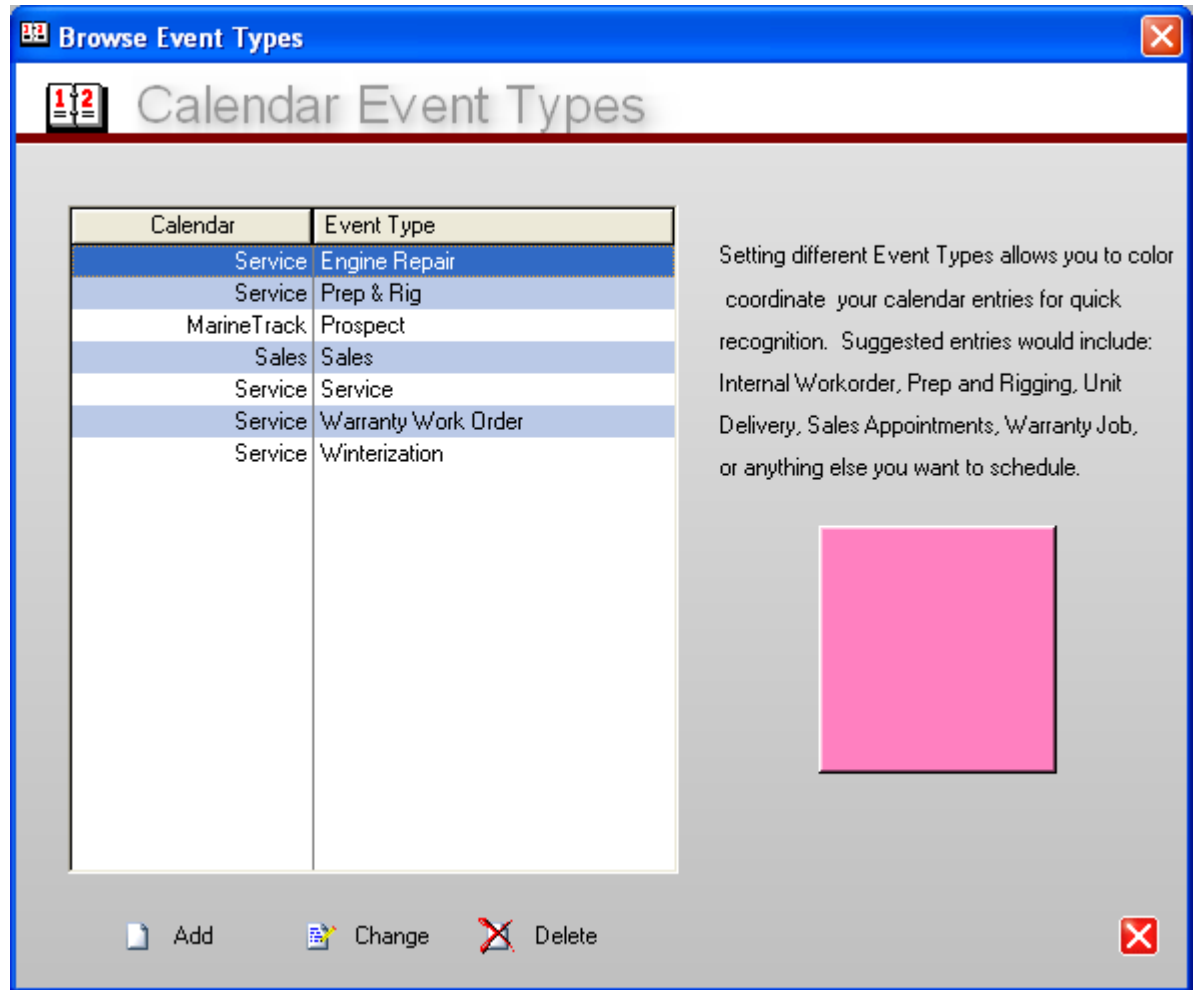 Browse Event Types
1 2 Calendar Event Types
Calendar Event Type
Service Engine Repair
Service Prep & Rig
MarineTrack Prospect
Sales Sales
Service Service
Service Warranty Work Order
Service Winterization
Setting different Event Types allows you to color
coordinate your calendar entries for quick
recognition. Suggested entries would include:
Internal Workorder, Prep and Rigging, Unit
Delivery, Sales Appointments, Warranty Job,
or anything else you want to schedule.
Add Change Delete